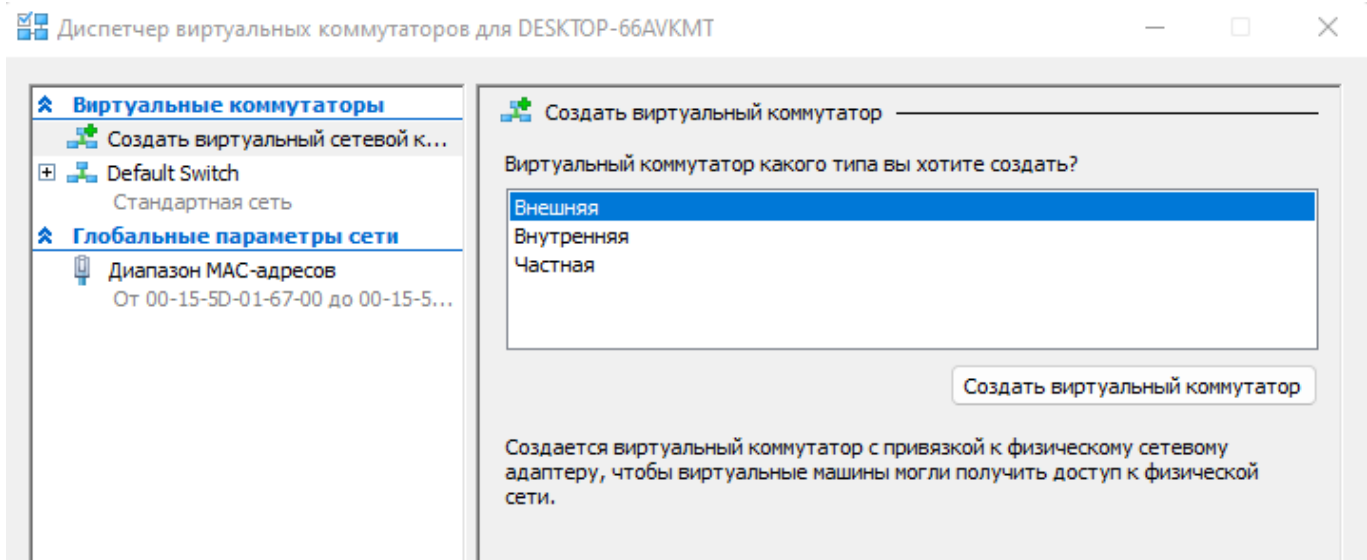 Диспетчер виртуальных коммутаторов для DESKTOP-66AVKMT
Виртуальные коммутаторы
Создать виртуальный сетевой к...
Default Switch
Стандартная сеть
Глобальные параметры сети
Диапазон MAC-адресов
От 00-15-5D-01-67-00 до 00-15-5...
Создать виртуальный коммутатор
Виртуальный коммутатор какого типа вы хотите создать?
Внешняя
Внутренняя
Частная
Создать виртуальный коммутатор
Создается виртуальный коммутатор с привязкой к физическому сетевому
адаптеру, чтобы виртуальные машины могли получить доступ к физической
сети.